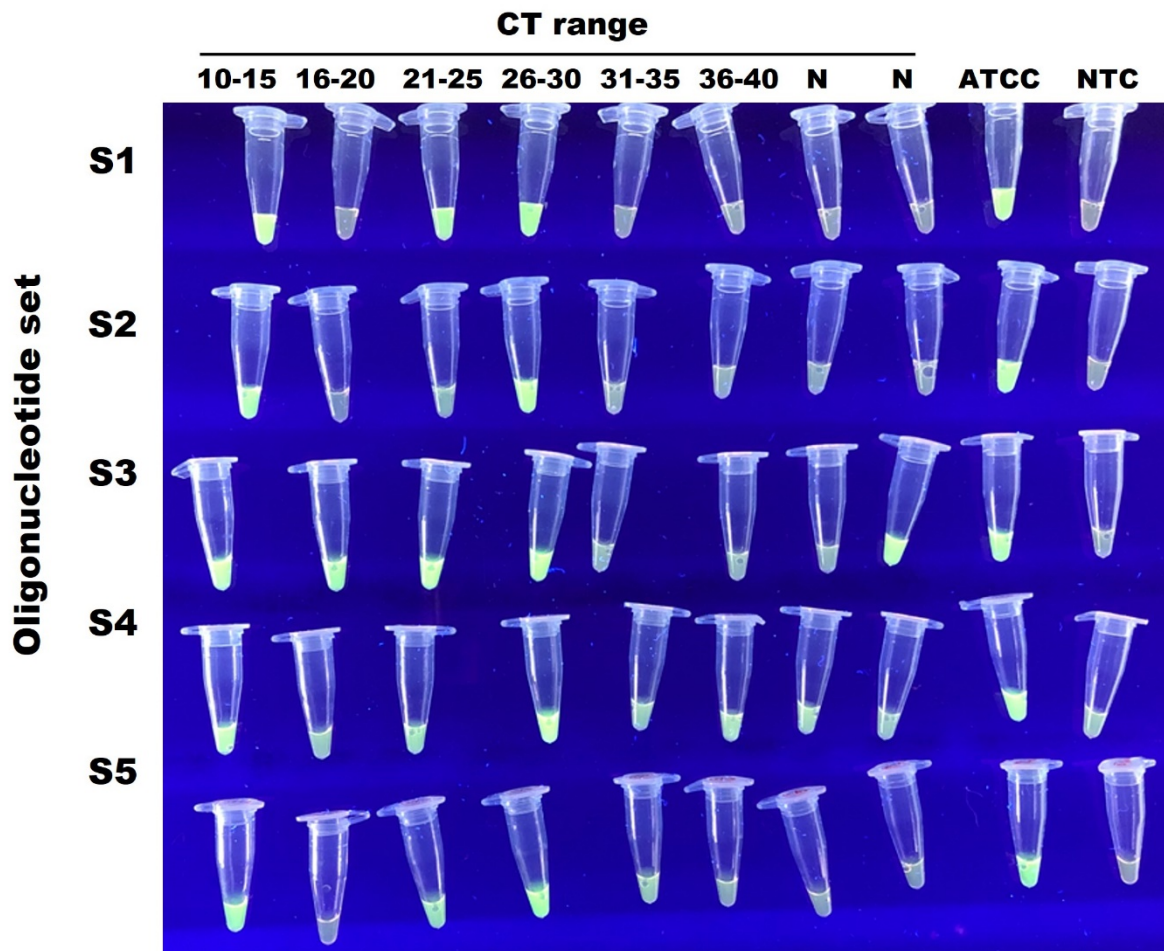 CT range
10-15 16-20 21-25 26-30 31-35 36-40 N N ATCC NTC
Oligonucleotide set
S1
S2
S3
S4
S5